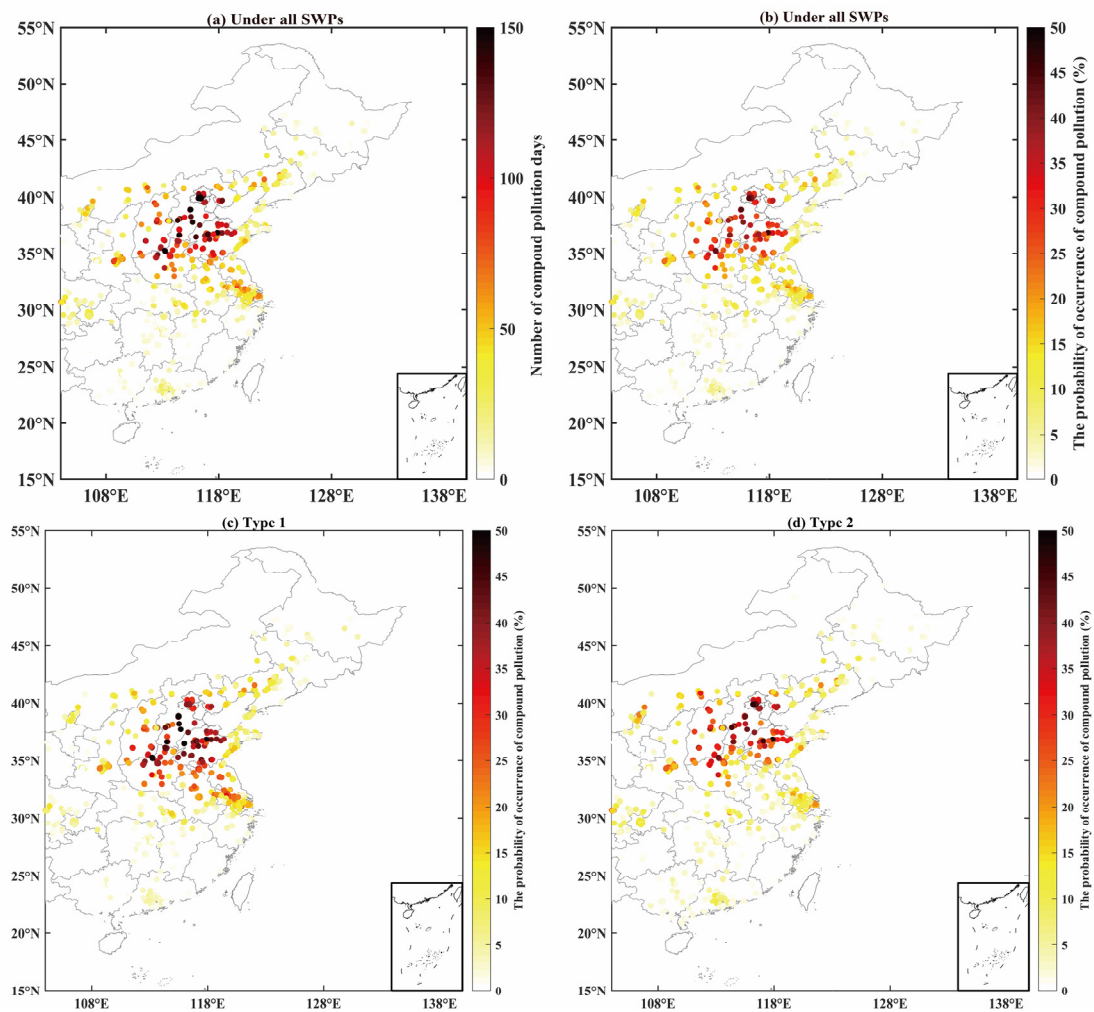 (a) Under all SWPs
55°N
50°N
45°N
40°N
35°N
30°N
25°N
20°N
15°N
108°E
118°E
128°E
138°E
150
100
50
0
Number of compound pollution days
(b) Under all SWPs
55°N
50°N
45°N
40°N
35°N
30°N
25°N
20°N
15°N
108°E
118°E
128°E
138°E
50
45
40
35
30
25
20
15
10
5
0
The probability of occurrence of compound pollution (%)
(c) Type 1
55°N
50°N
45°N
40°N
35°N
30°N
25°N
20°N
15°N
108°E
118°E
128°E
138°E
50
45
40
35
30
25
20
15
10
5
0
The probability of occurrence of compound pollution (%)
(d) Type 2
55°N
50°N
45°N
40°N
35°N
30°N
25°N
20°N
15°N
108°E
118°E
128°E
138°E
50
45
40
35
30
25
20
15
10
5
0
The probability of occurrence of compound pollution (%)